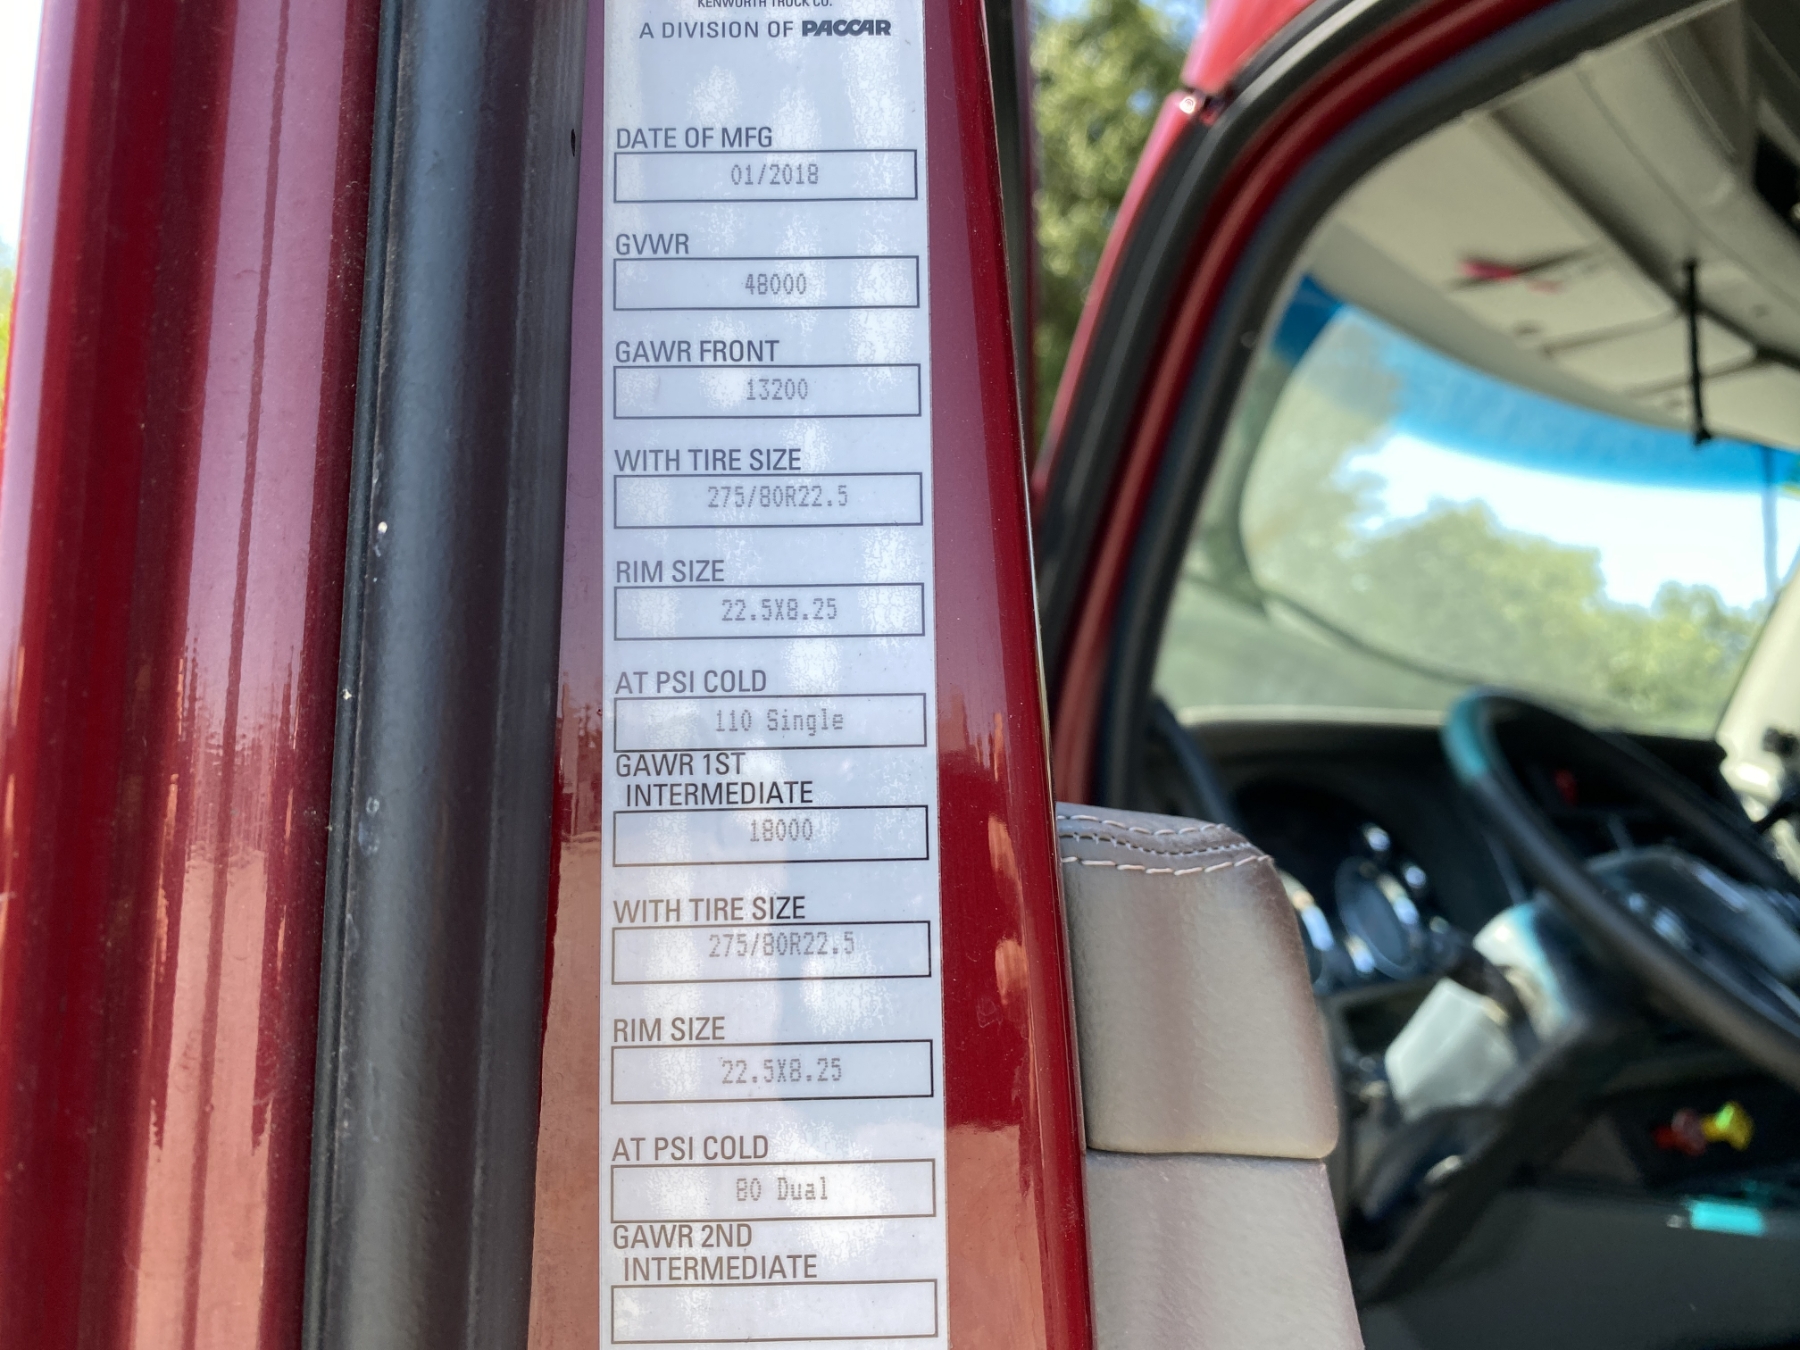 KENWORTH TRUCK CO.
A DIVISION OF PACCAR
DATE OF MFG
01/2018
GVWR
48000
GAWR FRONT
13200
WITH TIRE SIZE
275/80R22.5
RIM SIZE
22.5X8.25
AT PSI COLD
110 Single
GAWR 1ST
INTERMEDIATE
18000
WITH TIRE SIZE
275/80R22.5
RIM SIZE
22.5X8.25
AT PSI COLD
80 Dual
GAWR 2ND
INTERMEDIATE